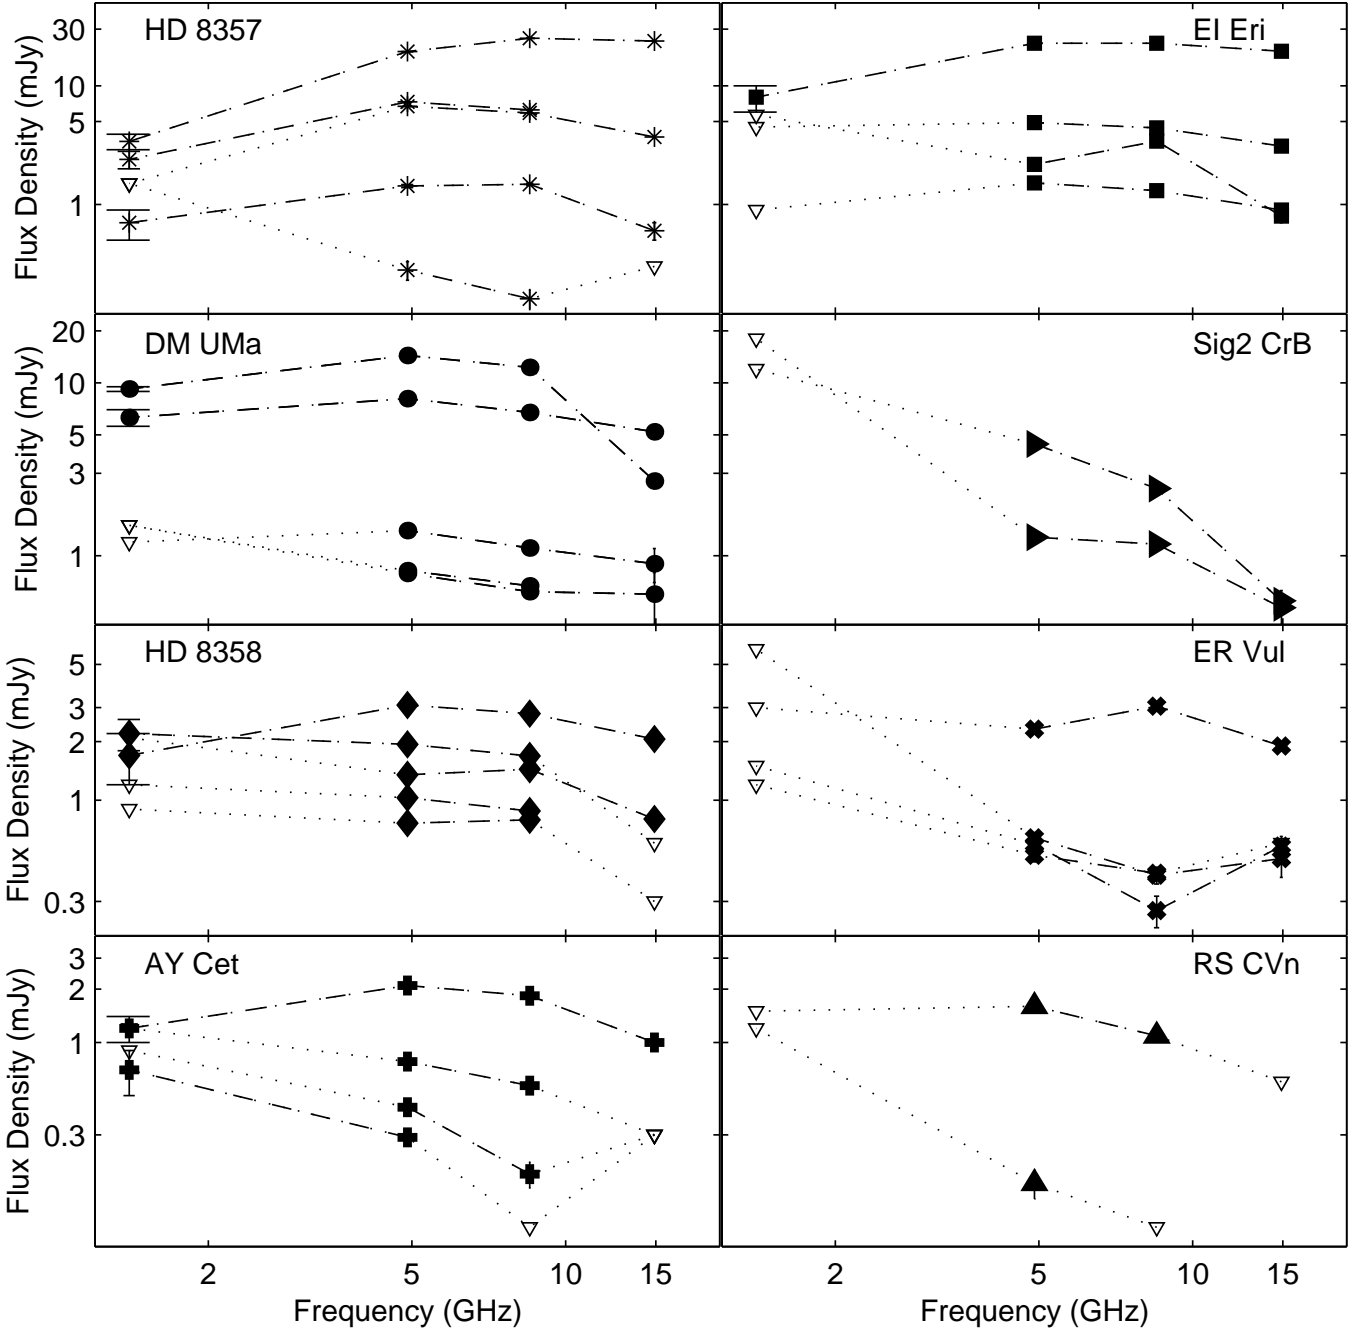 HD 8357
EI Eri
30
10
5
1
Flux Density (mJy)
DM UMa
Sig2 CrB
20
10
5
3
1
Flux Density (mJy)
HD 8358
ER Vul
5
3
2
1
0.3
Flux Density (mJy)
AY Cet
RS CVn
3
2
1
0.3
Flux Density (mJy)
2 5 10 15
2 5 10 15
Frequency (GHz)
Frequency (GHz)